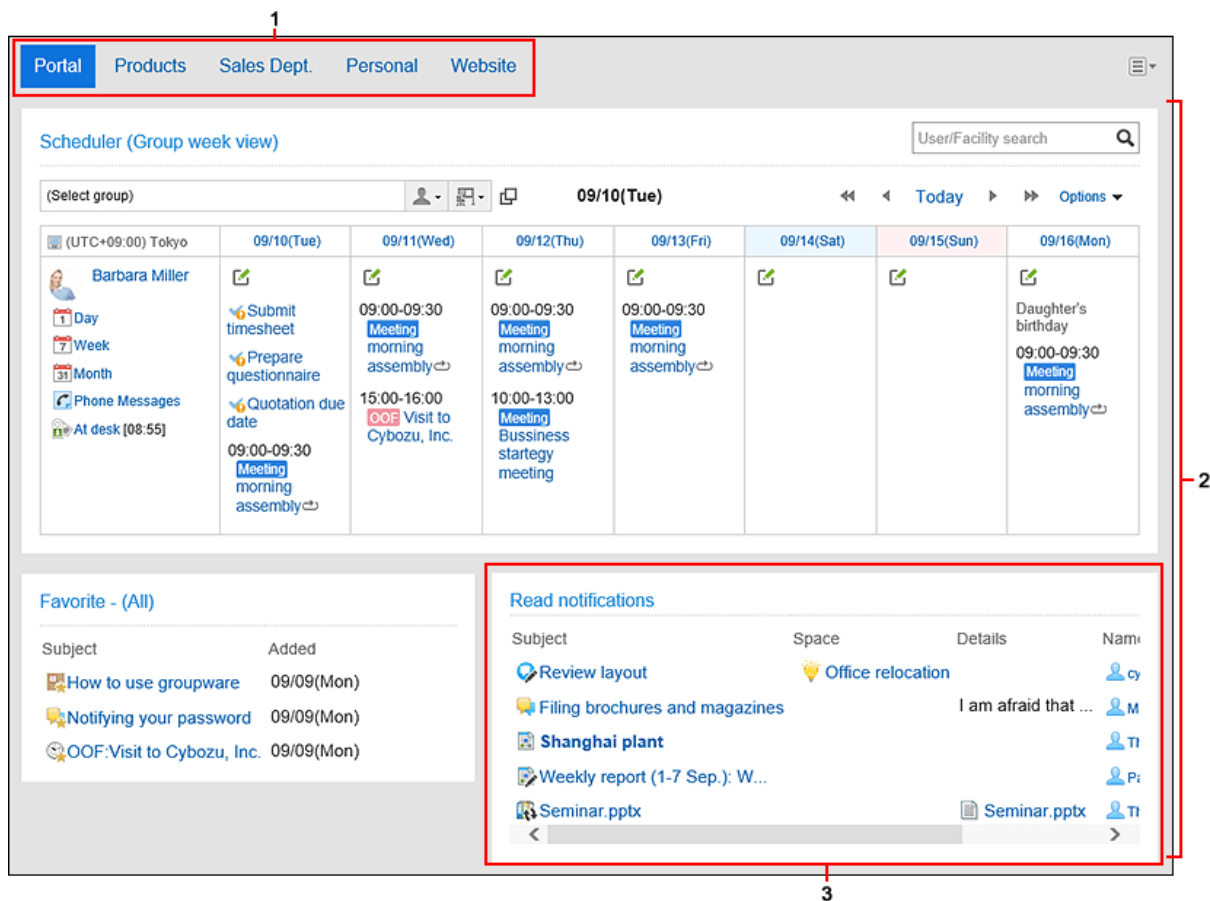 1
Portal Products Sales Dept. Personal Website
Scheduler (Group week view)
User/Facility search
(Select group)
09/10(Tue)
Today
Options
(UTC+09:00) Tokyo 09/10(Tue) 09/11(Wed) 09/12(Thu) 09/13(Fri) 09/14(Sat) 09/15(Sun) 09/16(Mon)
Barbara Miller
1 Day
7 Week
31 Month
Phone Messages
At desk [08:55]
Submit
timesheet
Prepare
questionnaire
Quotation due
date
09:00-09:30
Meeting
morning
assembly
09:00-09:30
Meeting
morning
assembly
15:00-16:00
OOF Visit to
Cybozu, Inc.
09:00-09:30
Meeting
morning
assembly
10:00-13:00
Meeting
Bussiness
startegy
meeting
09:00-09:30
Meeting
morning
assembly
Daughter's
birthday
09:00-09:30
Meeting
morning
assembly
2
Favorite - (All)
Subject Added
How to use groupware 09/09(Mon)
Notifying your password 09/09(Mon)
OOF:Visit to Cybozu, Inc. 09/09(Mon)
Read notifications
Subject Space Details
Review layout Office relocation cy
Filing brochures and magazines I am afraid that ... M
Shanghai plant
Weekly report (1-7 Sep.): W...
Seminar.pptx Seminar.pptx
3